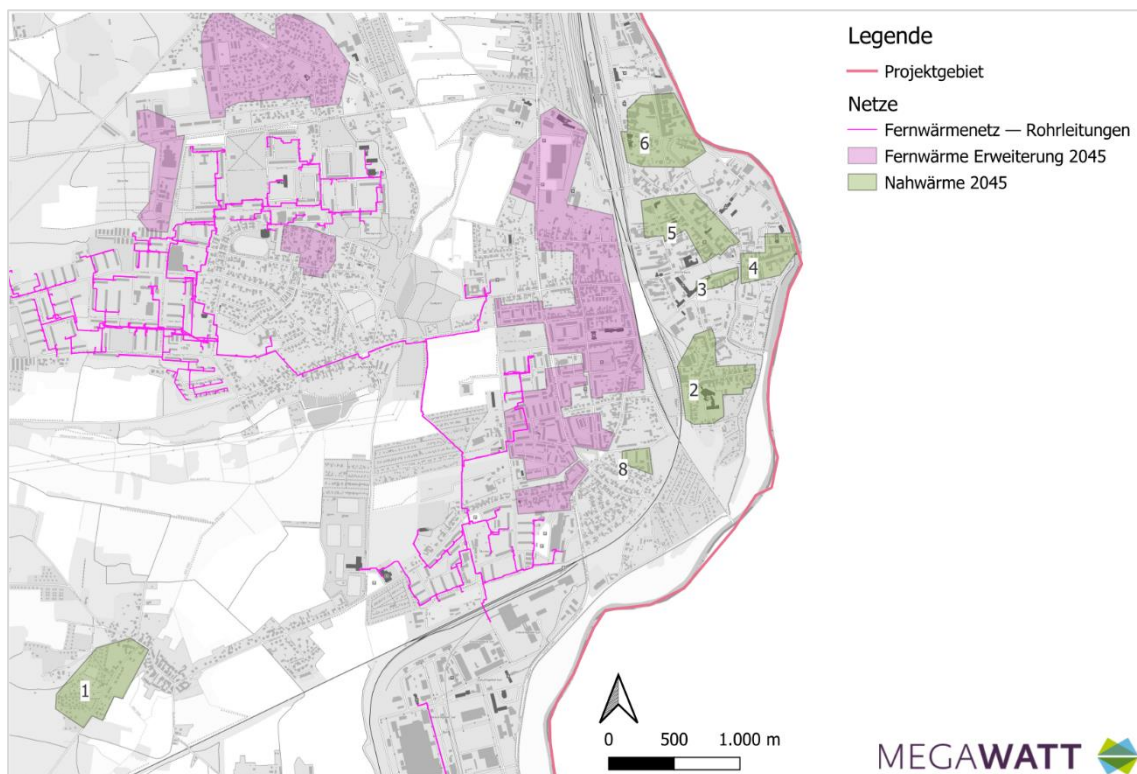 Legende
Projektgebiet
Netze
Fernwärmenetz — Rohrleitungen
Fernwärme Erweiterung 2045
Nahwärme 2045
6
5
4
3
2
8
1
0 500 1.000 m
MEGAWATT